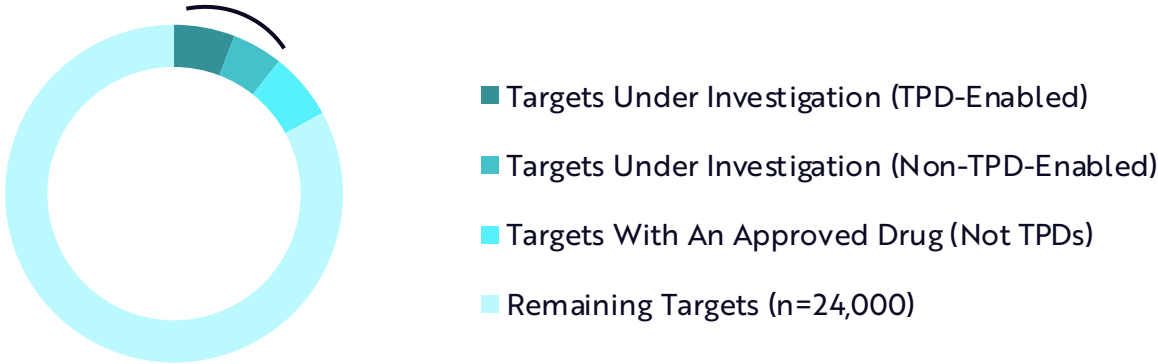 Targets Under Investigation (TPD-Enabled)
Targets Under Investigation (Non-TPD-Enabled)
Targets With An Approved Drug (Not TPDs)
Remaining Targets (n=24,000)